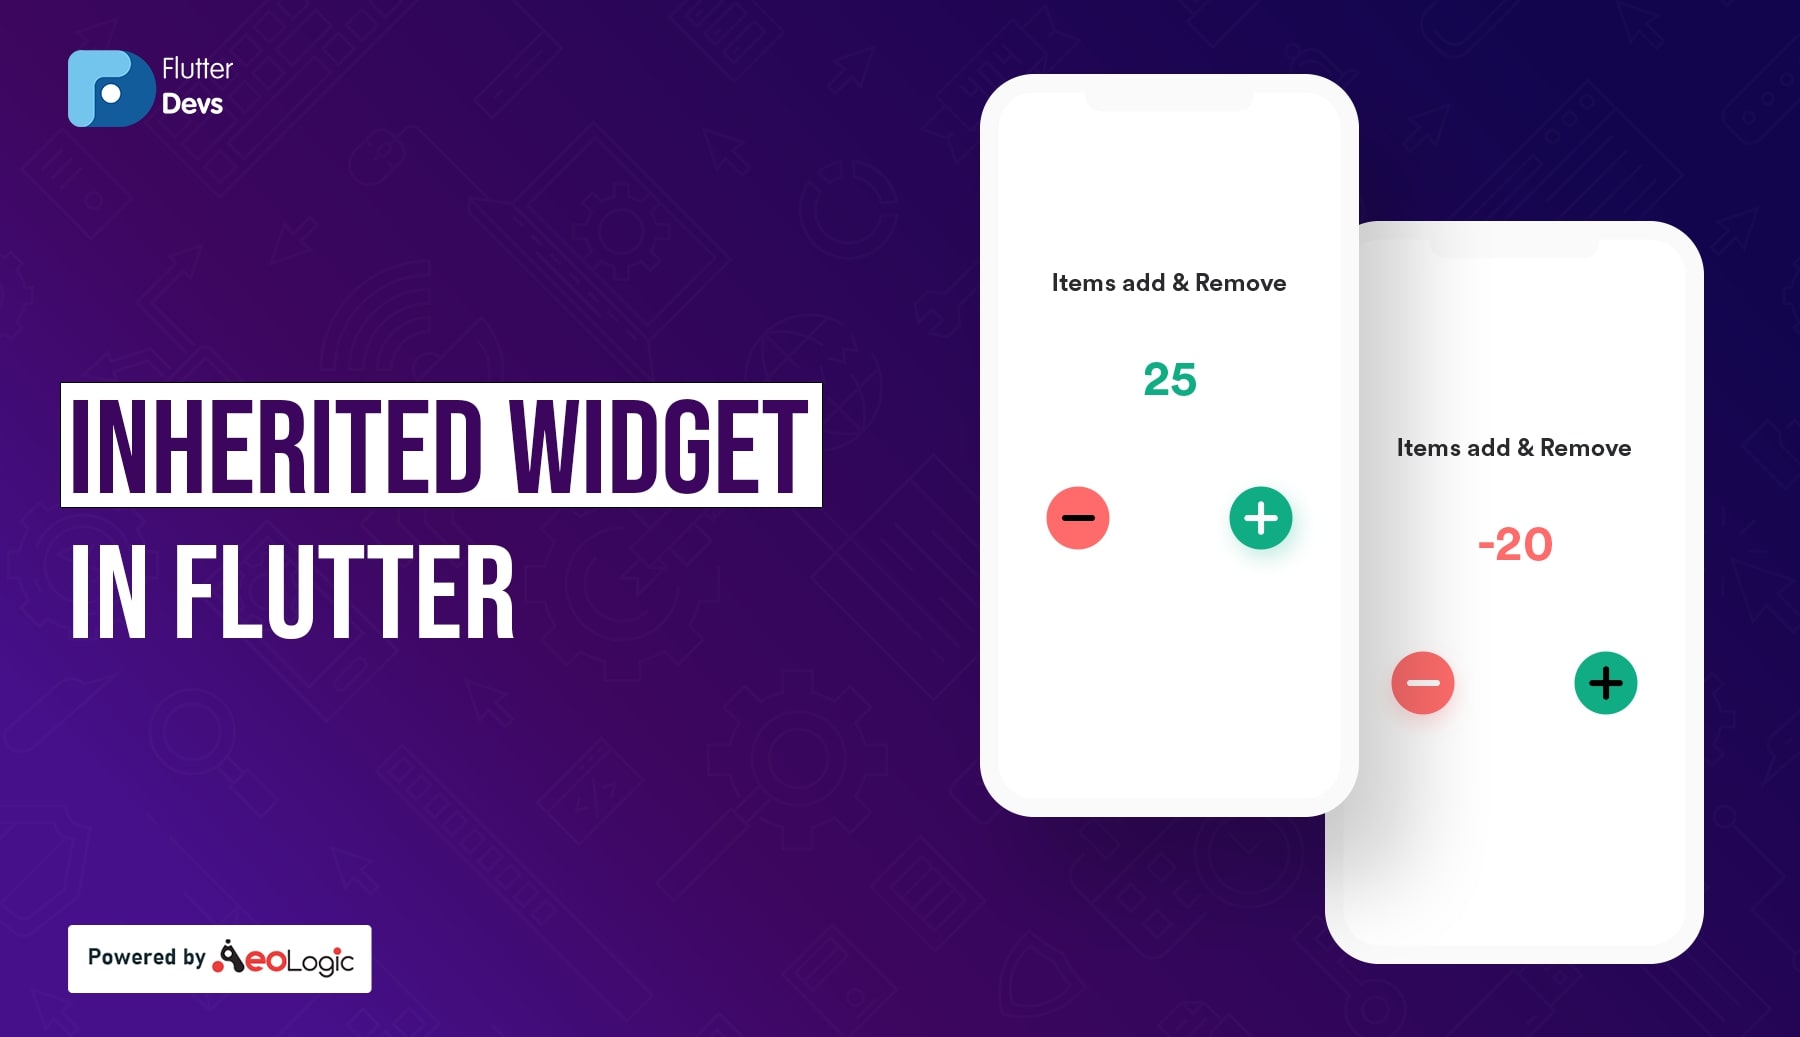 Flutter
Devs
INHERITED WIDGET
IN FLUTTER
Powered by AeoLogic
Items add & Remove
25
Items add & Remove
-20